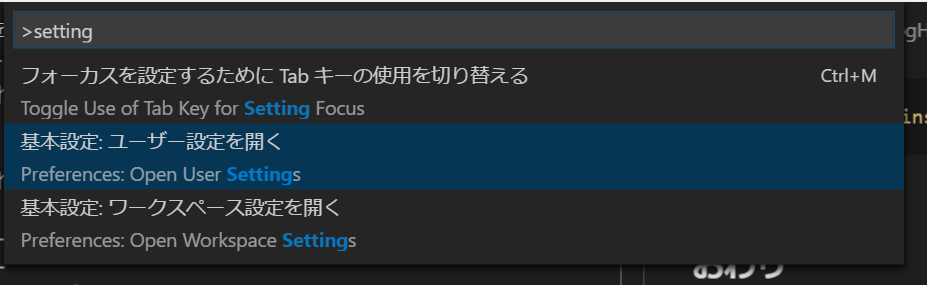 >setting
フォーカスを設定するために Tab キーの使用を切り替える Ctrl+M
Toggle Use of Tab Key for Setting Focus
基本設定: ユーザー設定を開く
Preferences: Open User Settings
基本設定: ワークスペース設定を開く
Preferences: Open Workspace Settings